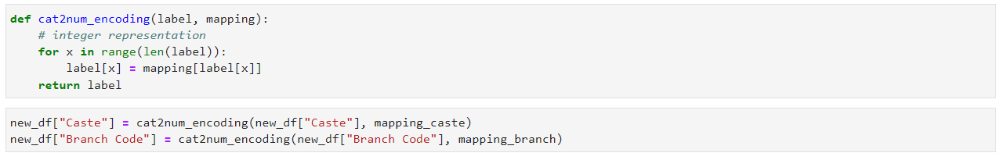 def cat2num_encoding(label, mapping):
    # integer representation
    for x in range(len(label)):
        label[x] = mapping[label[x]]
    return label
new_df["Caste"] = cat2num_encoding(new_df["Caste"], mapping_caste)
new_df["Branch Code"] = cat2num_encoding(new_df["Branch Code"], mapping_branch)